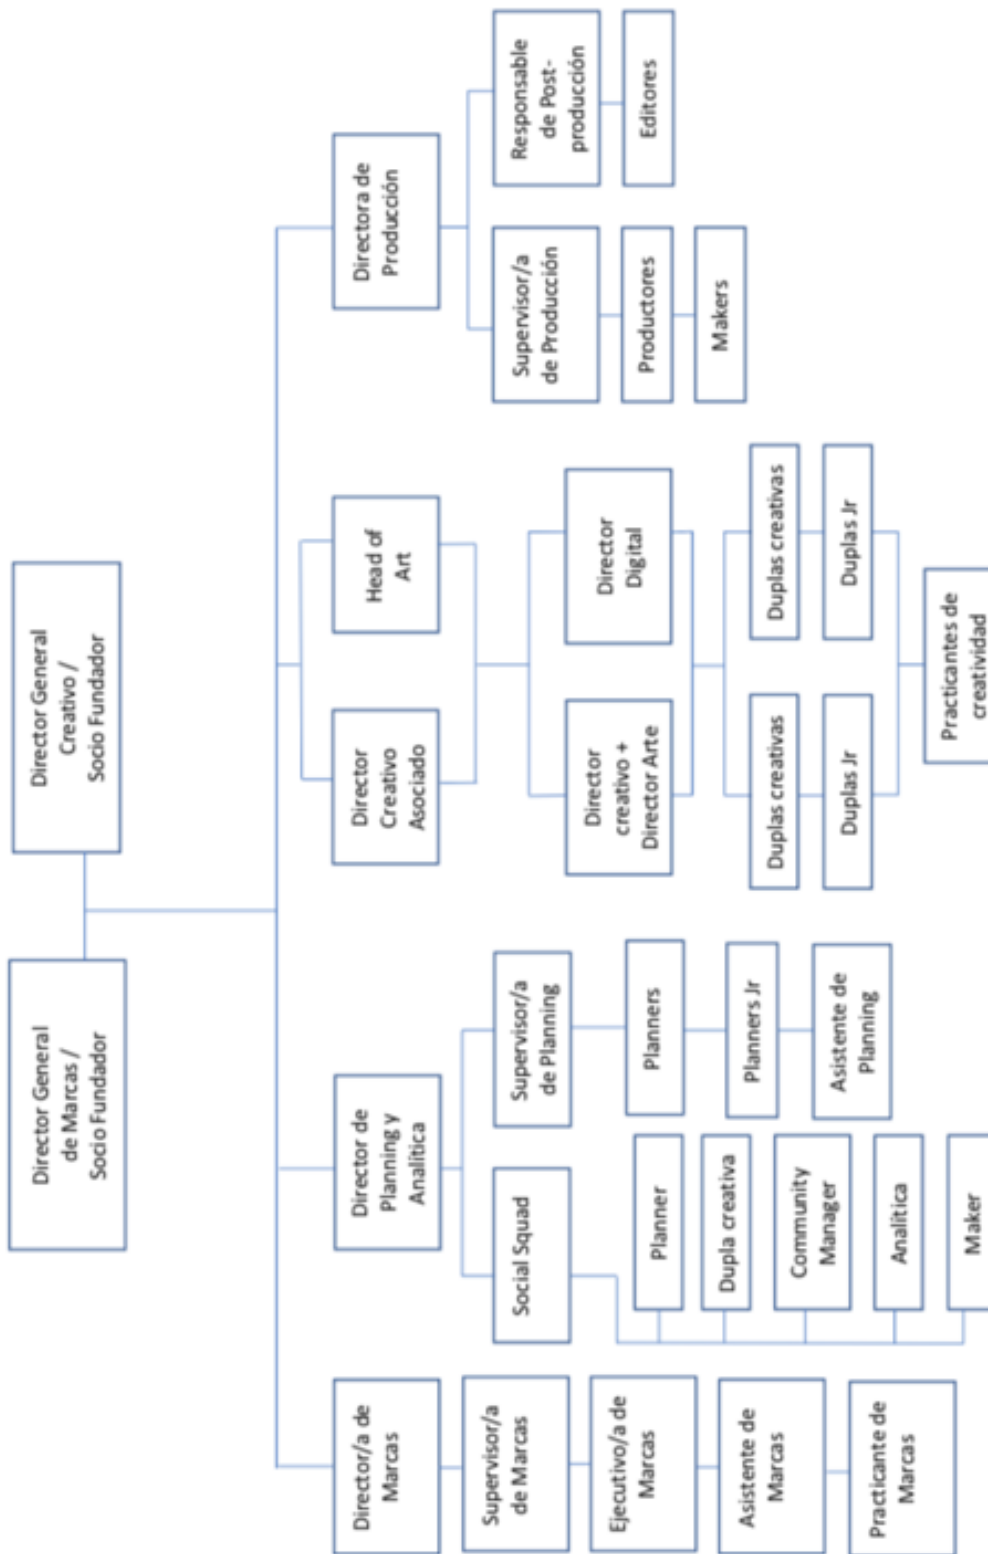 Director General
de Marcas /
Socio Fundador
Director General
Creativo /
Socio Fundador
Director/a de
Marcas
Supervisor/a
de Marcas
Ejecutivo/a de
Marcas
Asistente de
Marcas
Practicante de
Marcas
Director de
Planning y
Analítica
Social Squad
Planner
Dupla creativa
Community
Manager
Analítica
Maker
Supervisor/a
de Planning
Planners
Planners Jr
Asistente de
Planning
Director
Creativo
Asociado
Head of
Art
Director
creativo +
Director Arte
Director
Digital
Duplas creativas
Duplas creativas
Duplas Jr
Duplas Jr
Practicantes de
creatividad
Directora de
Producción
Supervisor/a
de Producción
Productores
Makers
Responsable
de Post-
producción
Editores